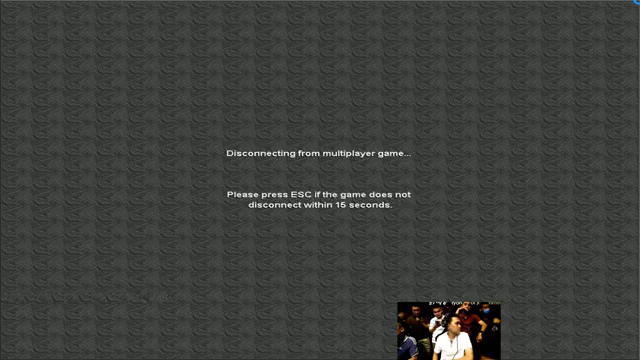 Disconnecting from multiplayer game...
Please press ESC if the game does not
disconnect within 15 seconds.